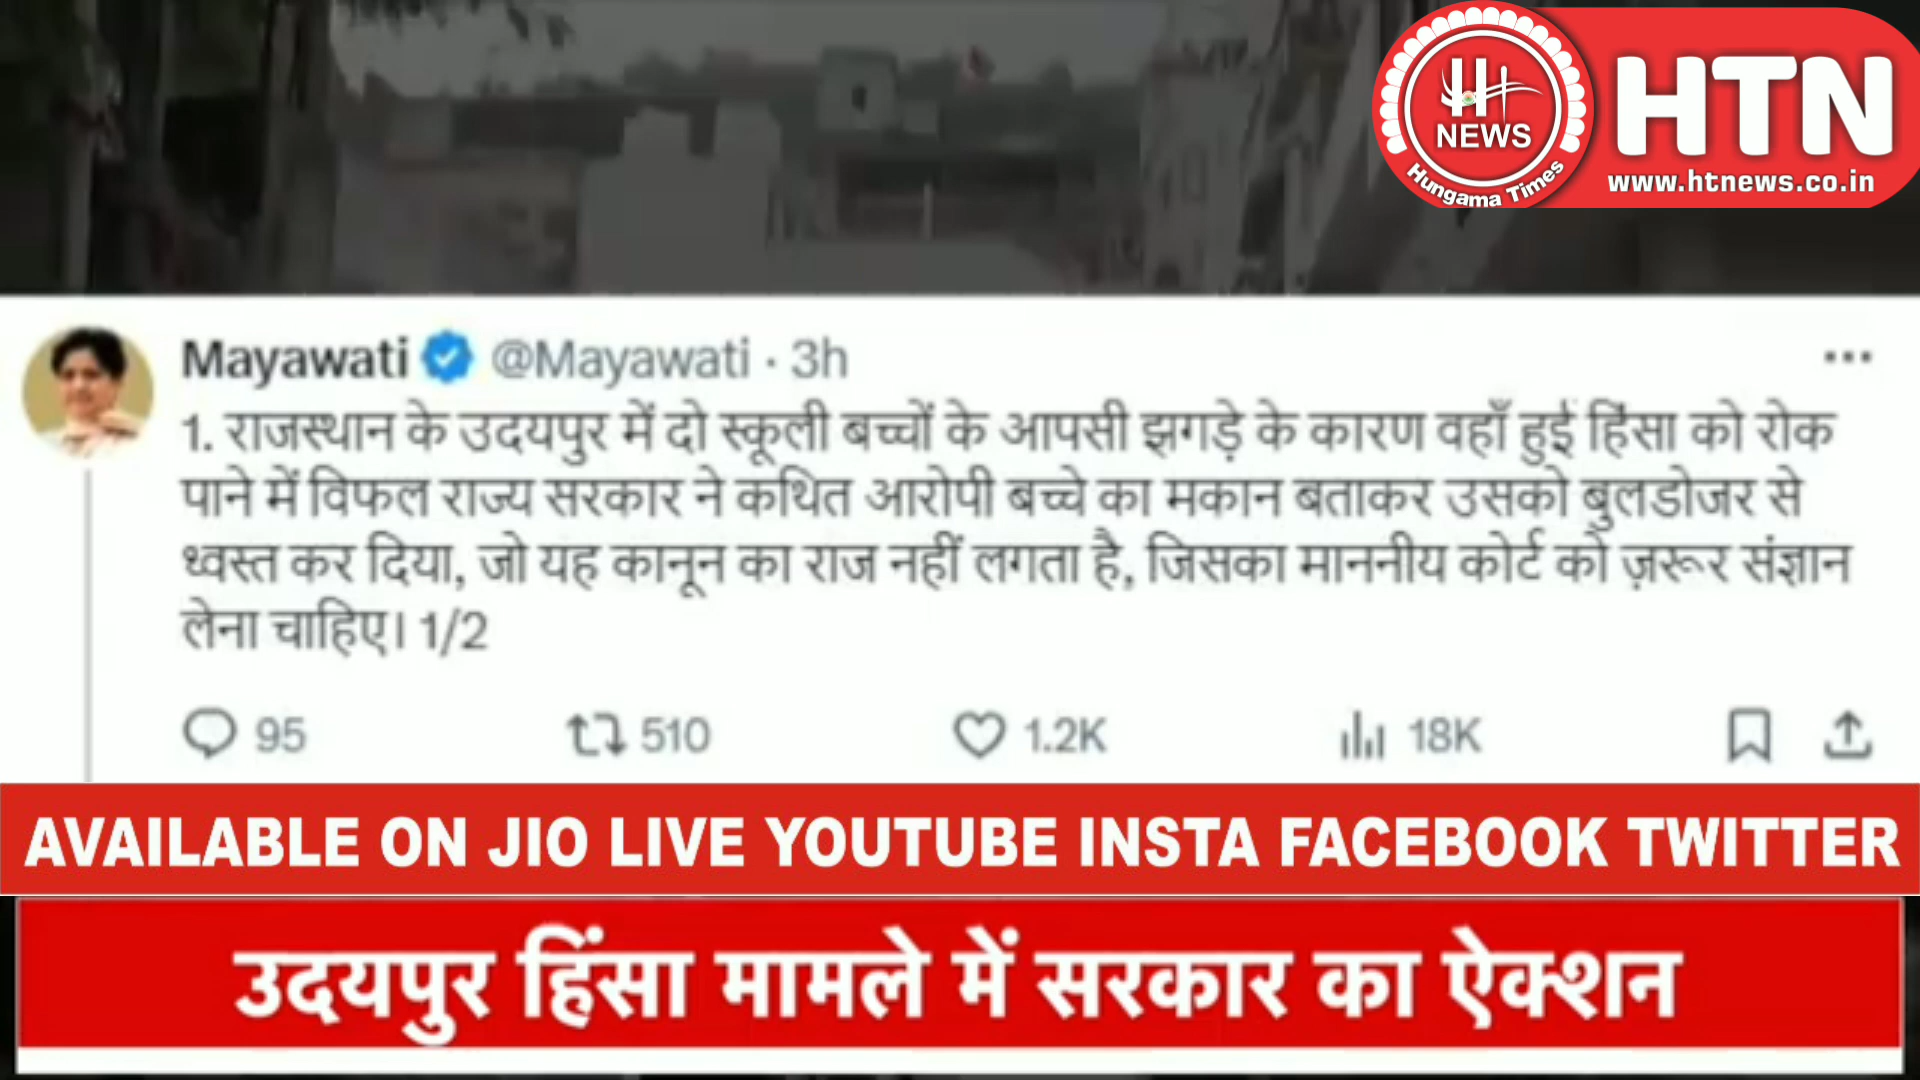 HTN
NEWS
Hungama Times
www.htnews.co.in
Mayawati @Mayawati · 3h
1. राजस्थान के उदयपुर में दो स्कूली बच्चों के आपसी झगड़े के कारण वहाँ हुई हिंसा को रोक
पाने में विफल राज्य सरकार ने कथित आरोपी बच्चे का मकान बताकर उसको बुलडोजर से
ध्वस्त कर दिया, जो यह कानून का राज नहीं लगता है, जिसका माननीय कोर्ट को ज़रूर संज्ञान
लेना चाहिए। 1/2
95 510 1.2K 18K
AVAILABLE ON JIO LIVE YOUTUBE INSTA FACEBOOK TWITTER
उदयपुर हिंसा मामले में सरकार का ऐक्शन